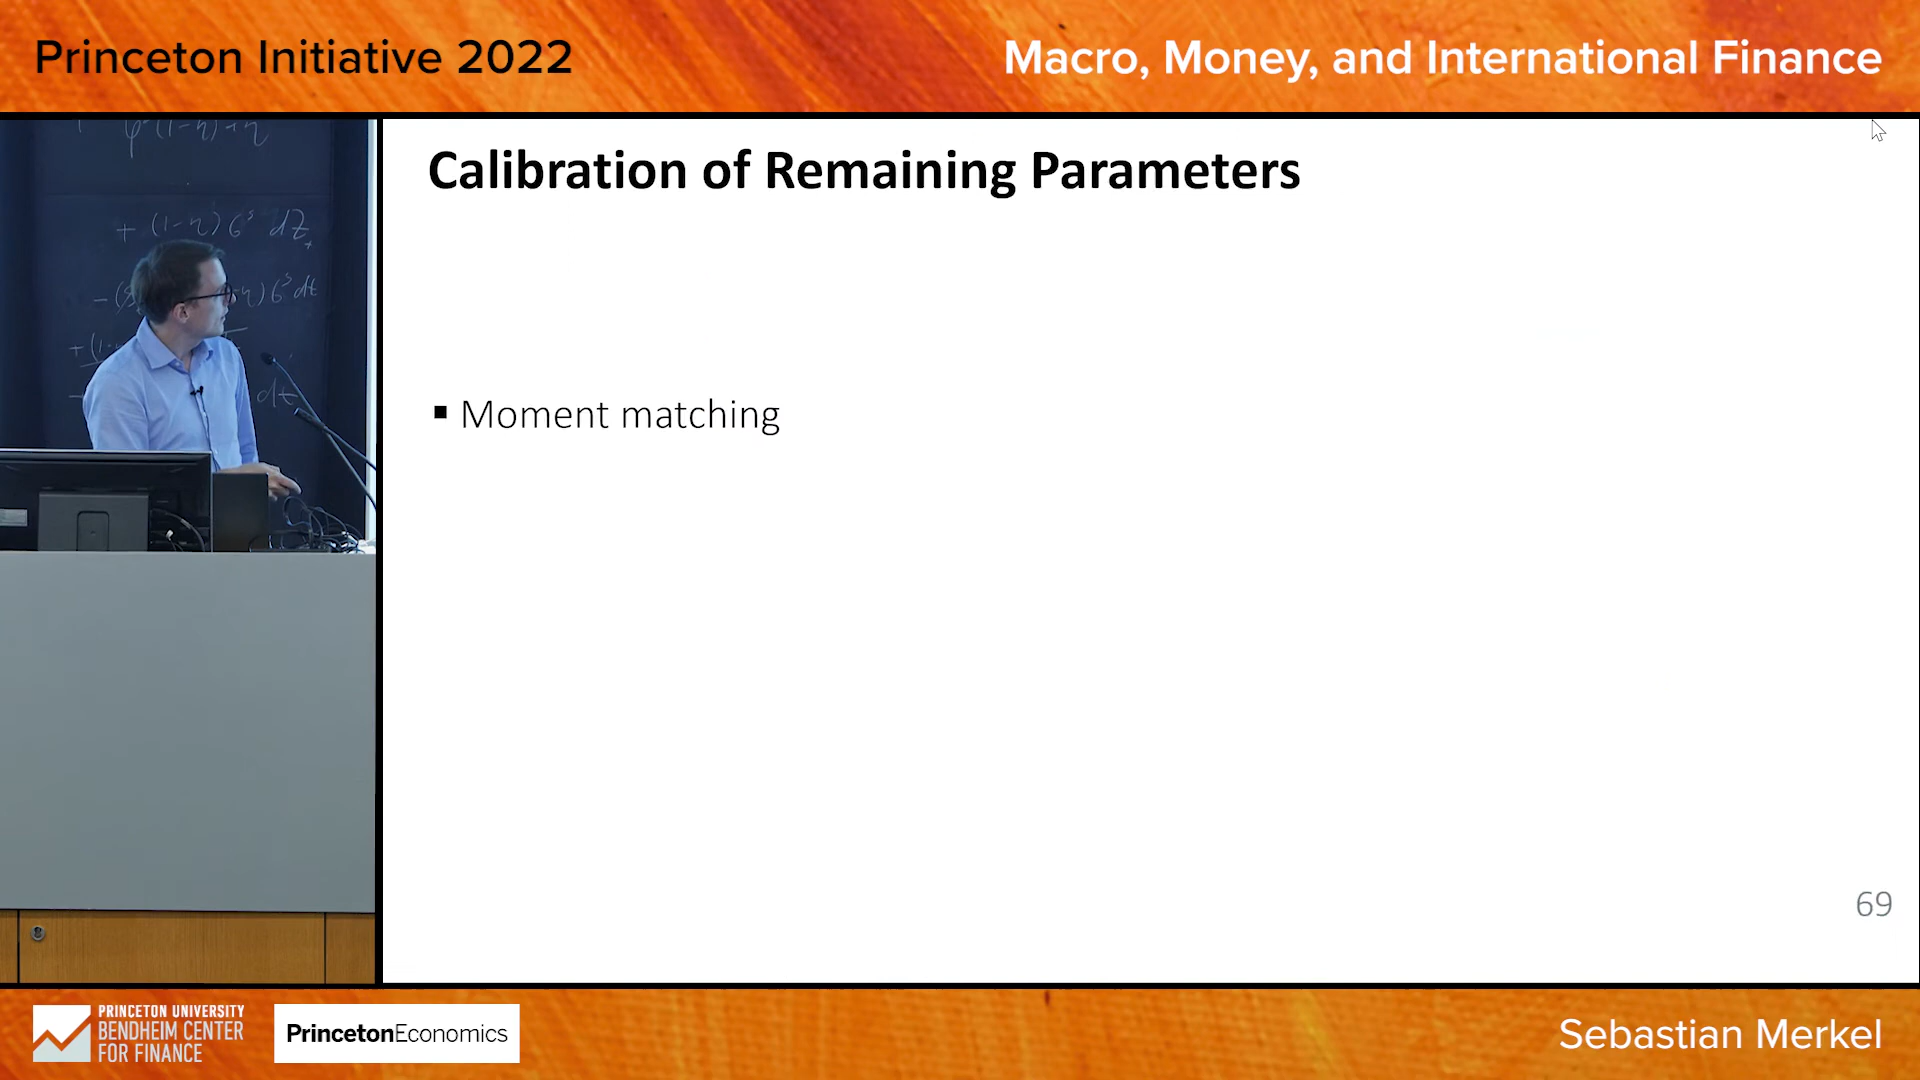 Princeton Initiative 2022
Macro, Money, and International Finance
Calibration of Remaining Parameters
▪ Moment matching
69
PRINCETON UNIVERSITY
BENDHEIM CENTER
FOR FINANCE
PrincetonEconomics
Sebastian Merkel